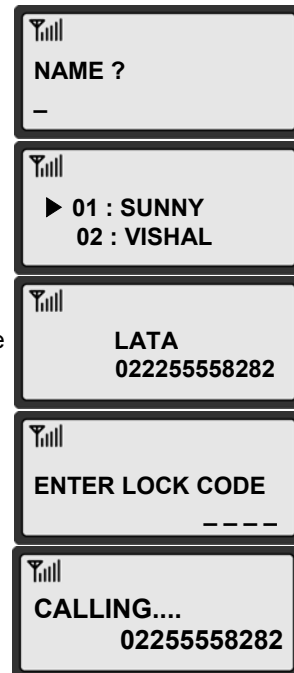 NAME ?
_
▶ 01 : SUNNY
02 : VISHAL
e
LATA
022255558282
ENTER LOCK CODE
_ _ _ _
CALLING....
02255558282